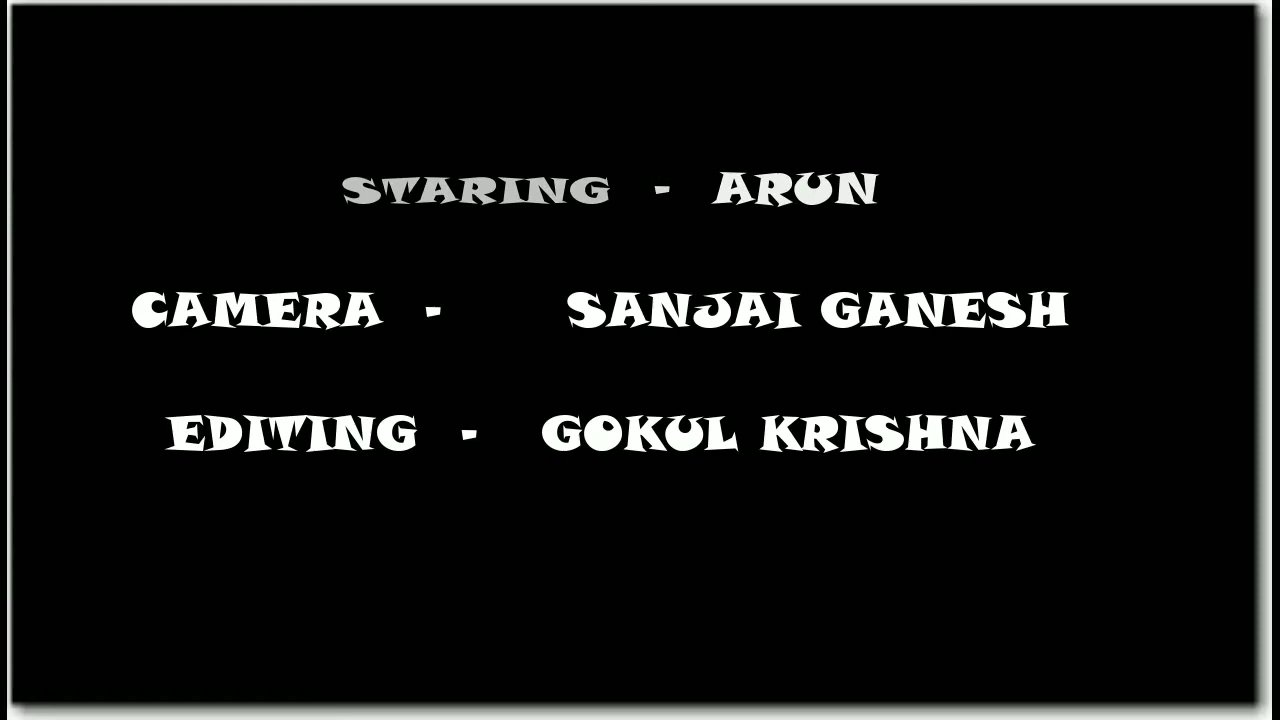 STARING - ARUN
CAMERA - SANJAI GANESH
EDITING - GOKUL KRISHNA